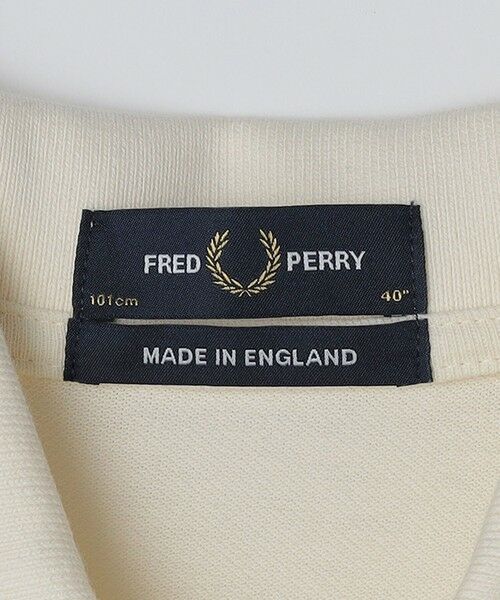 FRED PERRY
101cm 40"
MADE IN ENGLAND